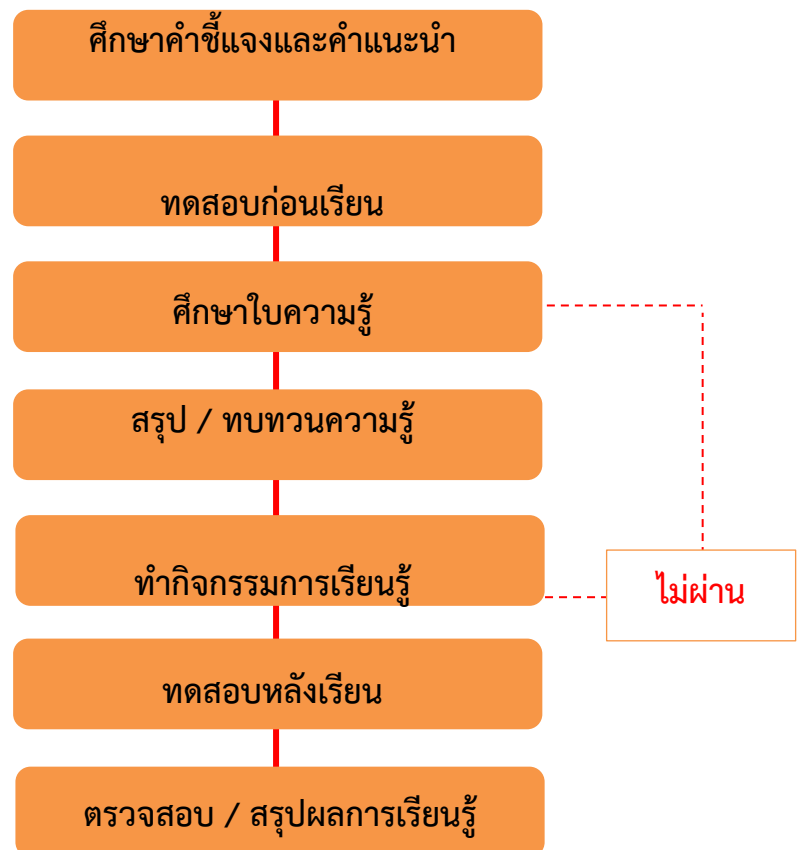 ศึกษาคำชี้แจงและคำแนะนำ
ทดสอบก่อนเรียน
ศึกษาใบความรู้
สรุป / ทบทวนความรู้
ทำกิจกรรมการเรียนรู้
ไม่ผ่าน
ทดสอบหลังเรียน
ตรวจสอบ / สรุปผลการเรียนรู้